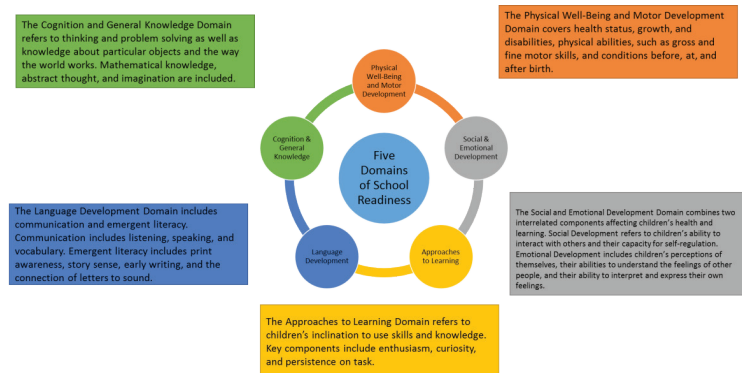 The Cognition and General Knowledge Domain
refers to thinking and problem solving as well as
knowledge about particular objects and the way
the world works. Mathematical knowledge,
abstract thought, and imagination are included.
The Physical Well-Being and Motor Development
Domain covers health status, growth, and
disabilities, physical abilities, such as gross and
fine motor skills, and conditions before, at, and
after birth.
Physical
Well-Being
and Motor
Development
Cognition &
General
Knowledge
Social &
Emotional
Development
Five
Domains
of School
Readiness
Language
Development
Approaches
to Learning
The Language Development Domain includes
communication and emergent literacy.
Communication includes listening, speaking, and
vocabulary. Emergent literacy includes print
awareness, story sense, early writing, and the
connection of letters to sound.
The Social and Emotional Development Domain combines two
interrelated components affecting children's health and
learning. Social Development refers to children's ability to
interact with others and their capacity for self-regulation.
Emotional Development includes children's perceptions of
themselves, their abilities to understand the feelings of other
people, and their ability to interpret and express their own
feelings.
The Approaches to Learning Domain refers to
children's inclination to use skills and knowledge.
Key components include enthusiasm, curiosity,
and persistence on task.